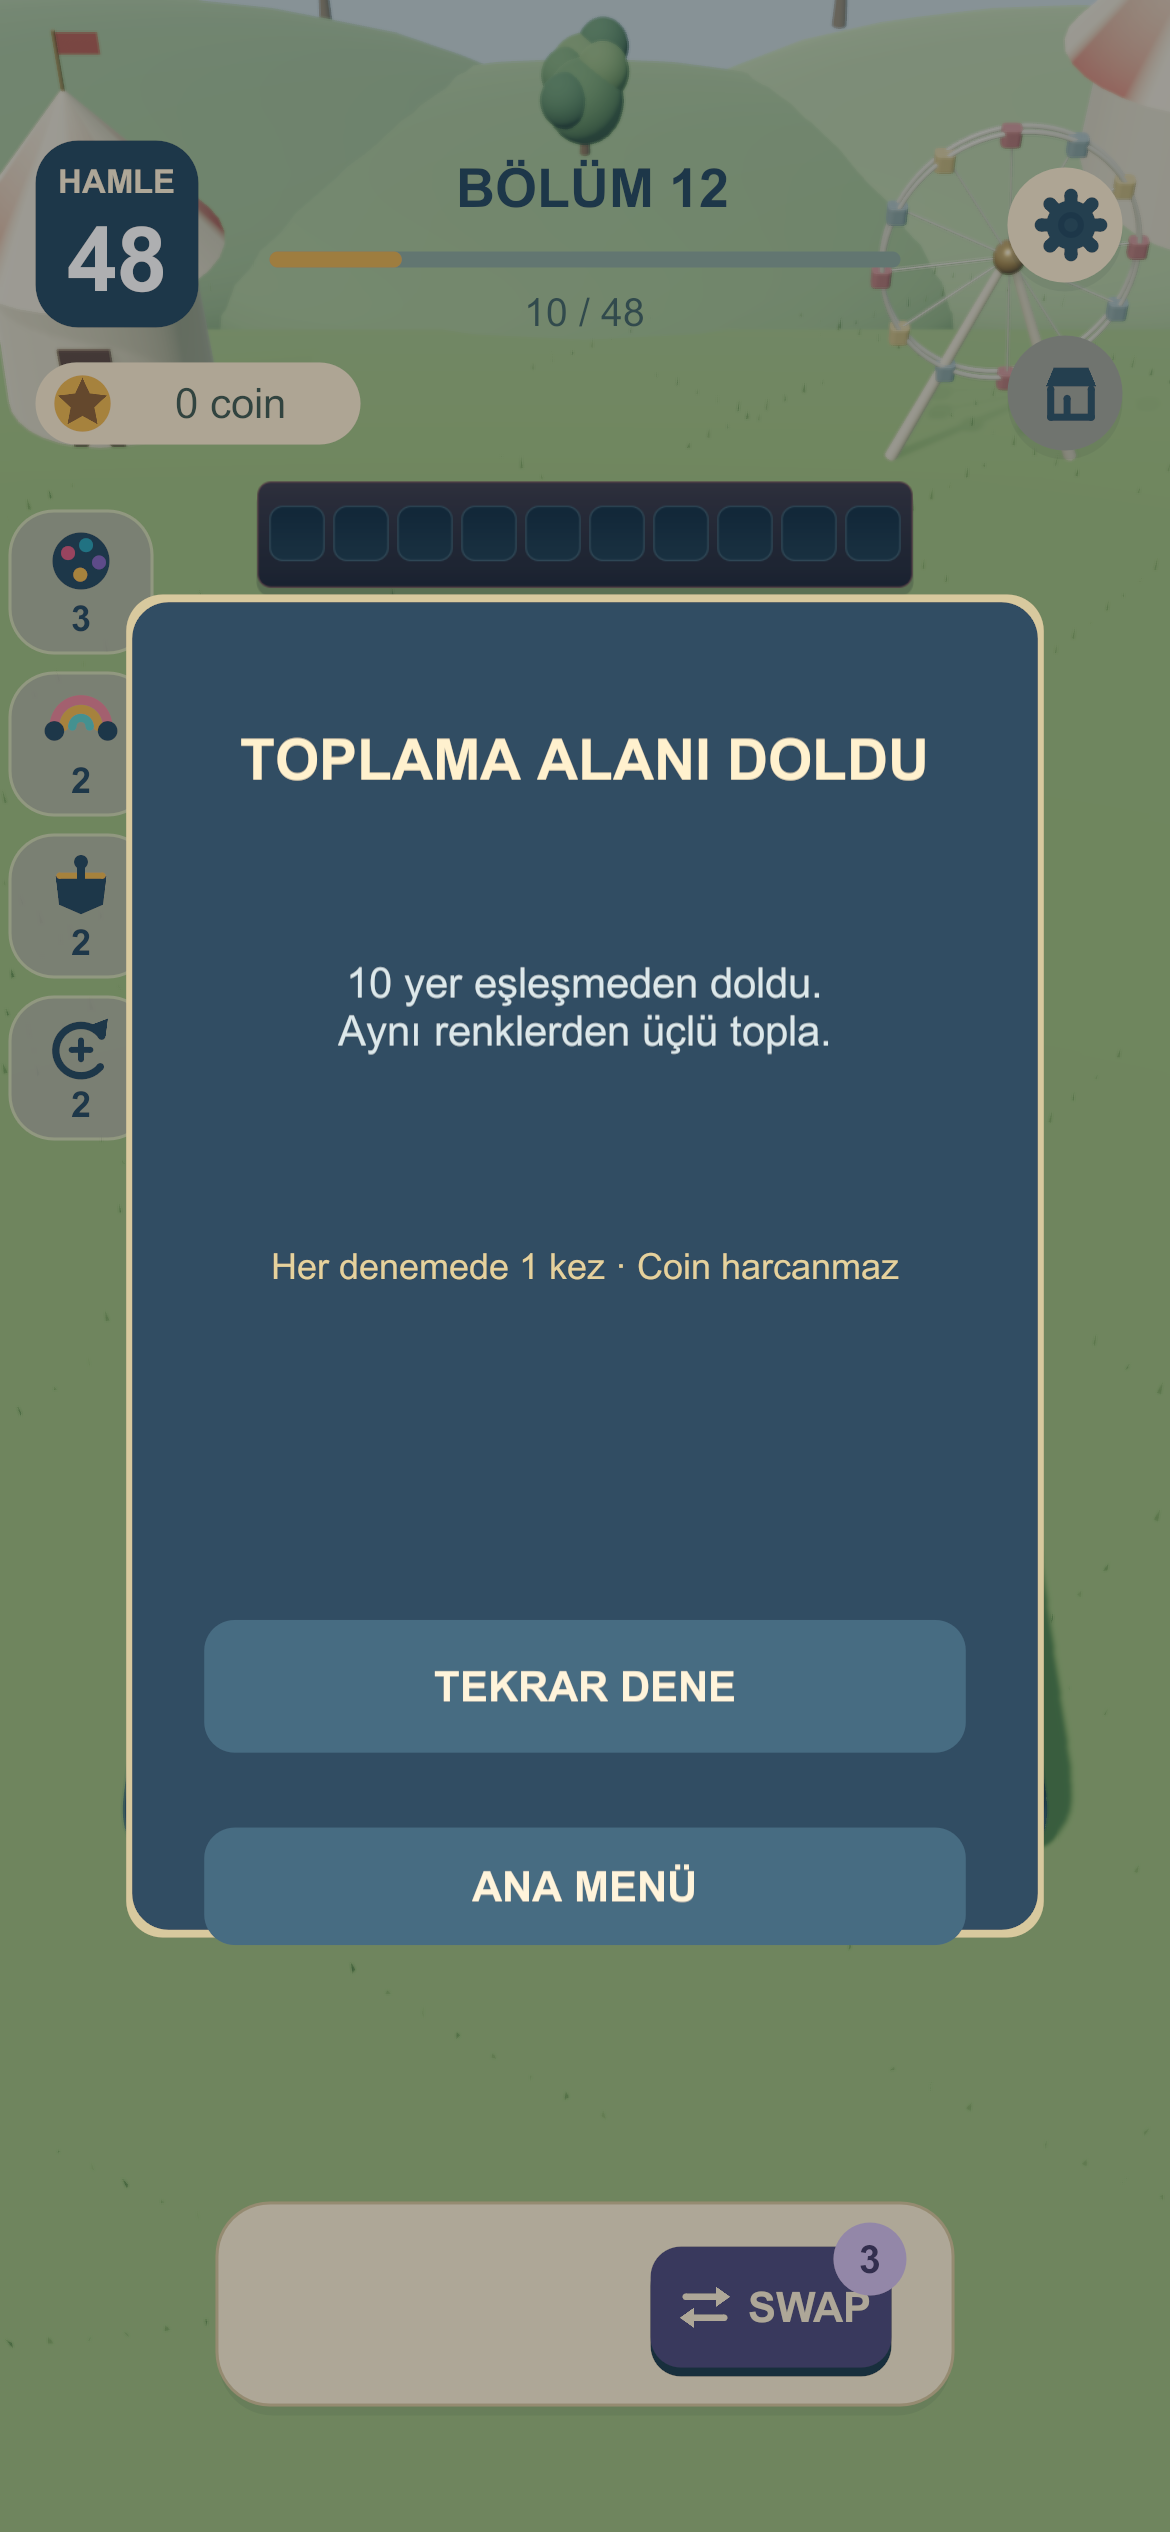 HAMLE
48
BÖLÜM 12
10 / 48
0 coin
3
2
2
2
TOPLAMA ALANI DOLDU
10 yer eşleşmeden doldu.
Aynı renklerden üçlü topla.
Her denemede 1 kez · Coin harcanmaz
TEKRAR DENE
ANA MENÜ
3
SWAP